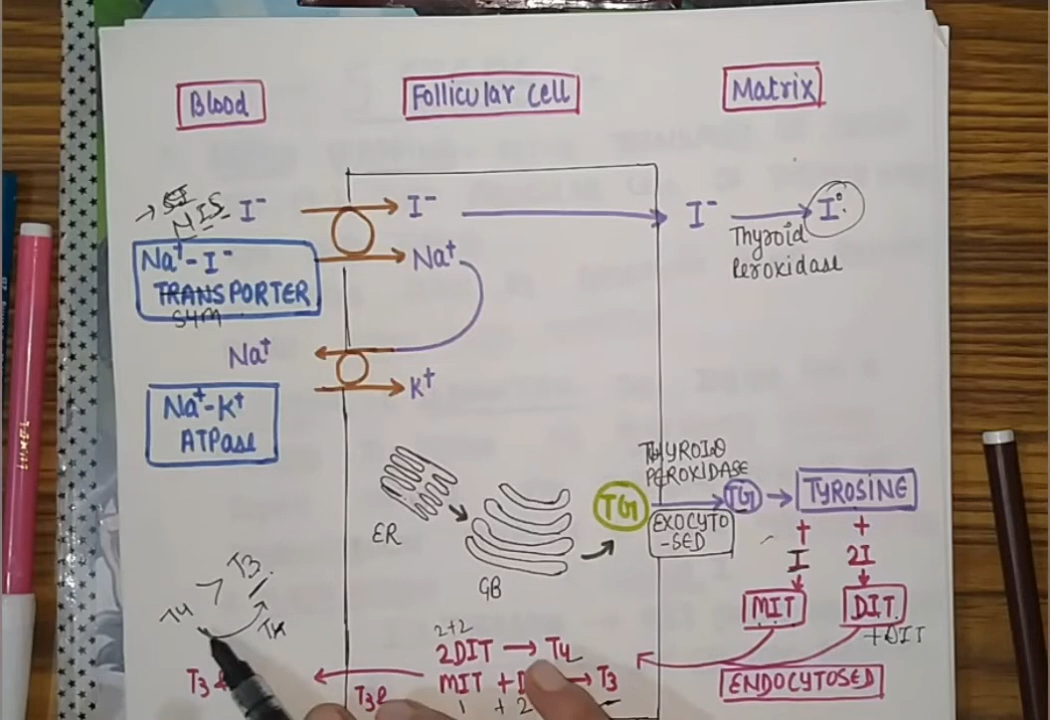 Blood
Follicular cell
Matrix
NIS I⁻
I⁻
I⁻
I°
Thyroid
Peroxidase
Na⁺-I⁻
TRANSPORTER
SYM
Na⁺
Na⁺
K⁺
Na⁺-K⁺
ATPase
ER
GB
TG
THYROID
PEROXIDASE
EXOCYTO
-SED
TG
TYROSINE
+
I
+
2I
MIT
DIT
+DIT
ENDOCYTOSED
T4 > T3
2+2
2DIT → T4
MIT +
T3
1 + 2
T3
T3